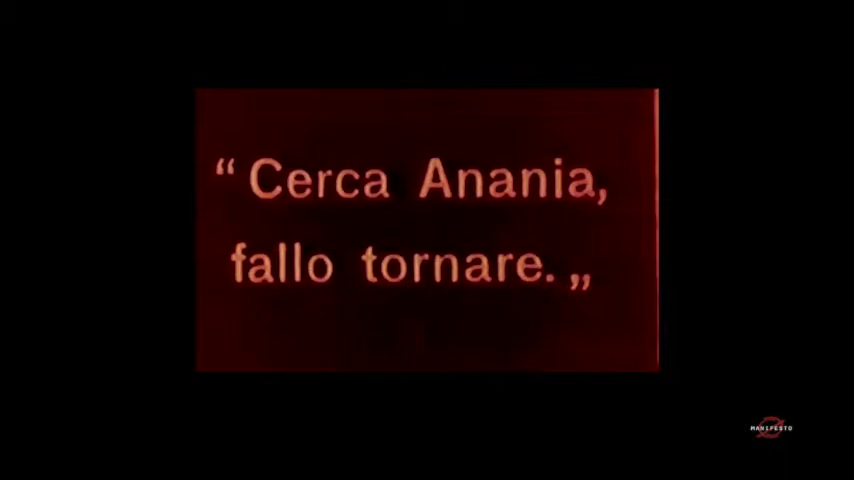 “Cerca Anania,
fallo tornare.„
MANIFESTO